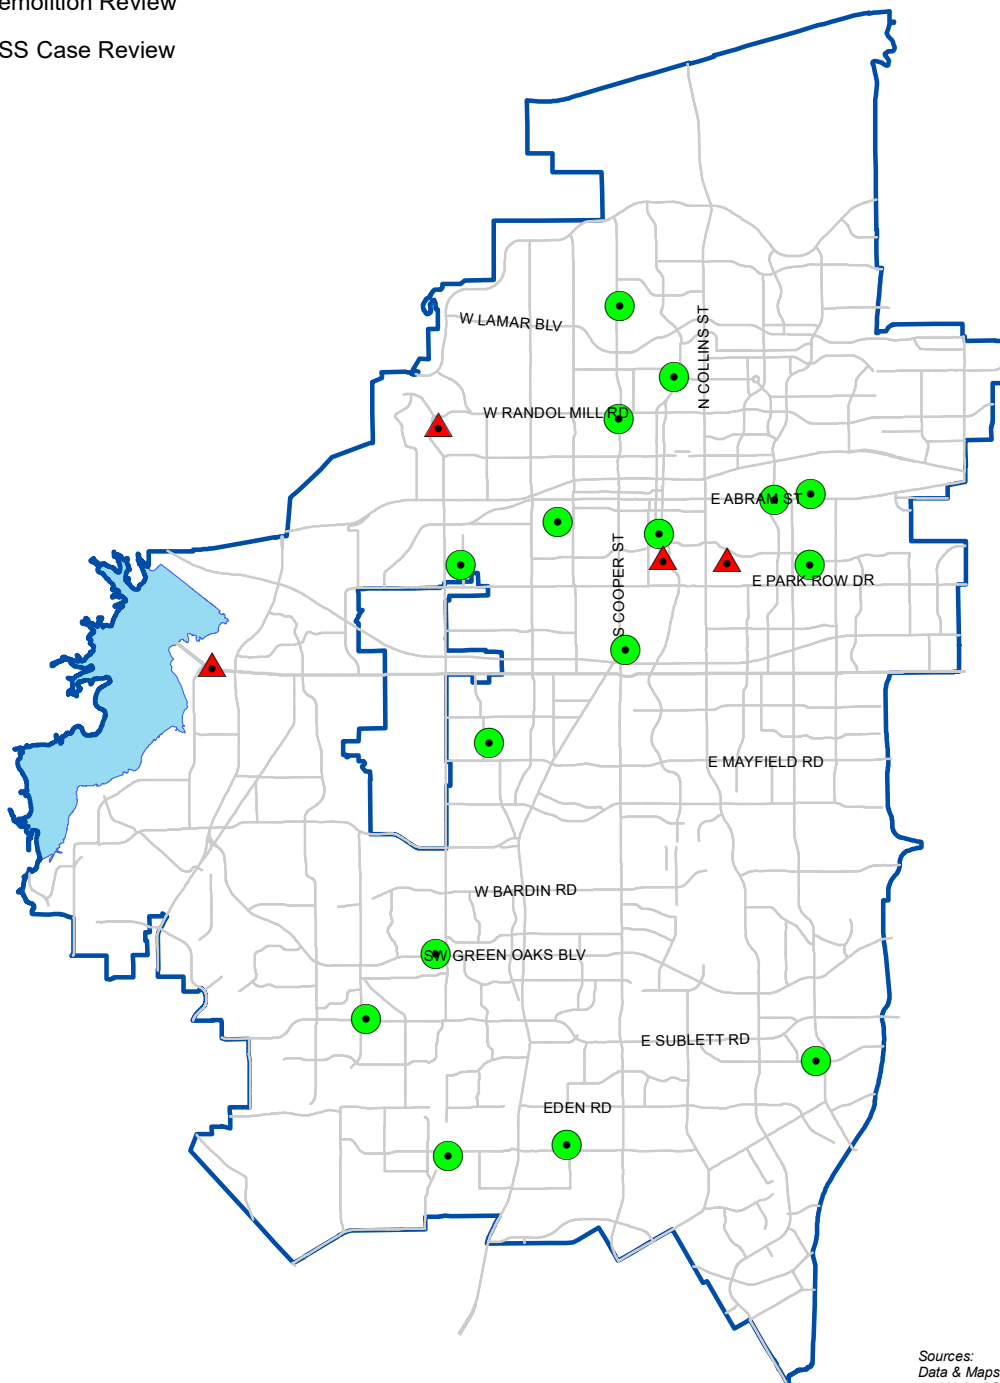 emolition Review
SS Case Review
W LAMAR BLV
N COLLINS ST
W RANDOL MILL RD
E ABRAM ST
S COOPER ST
E PARK ROW DR
E MAYFIELD RD
W BARDIN RD
SW GREEN OAKS BLV
E SUBLETT RD
EDEN RD
Sources:
Data & Maps